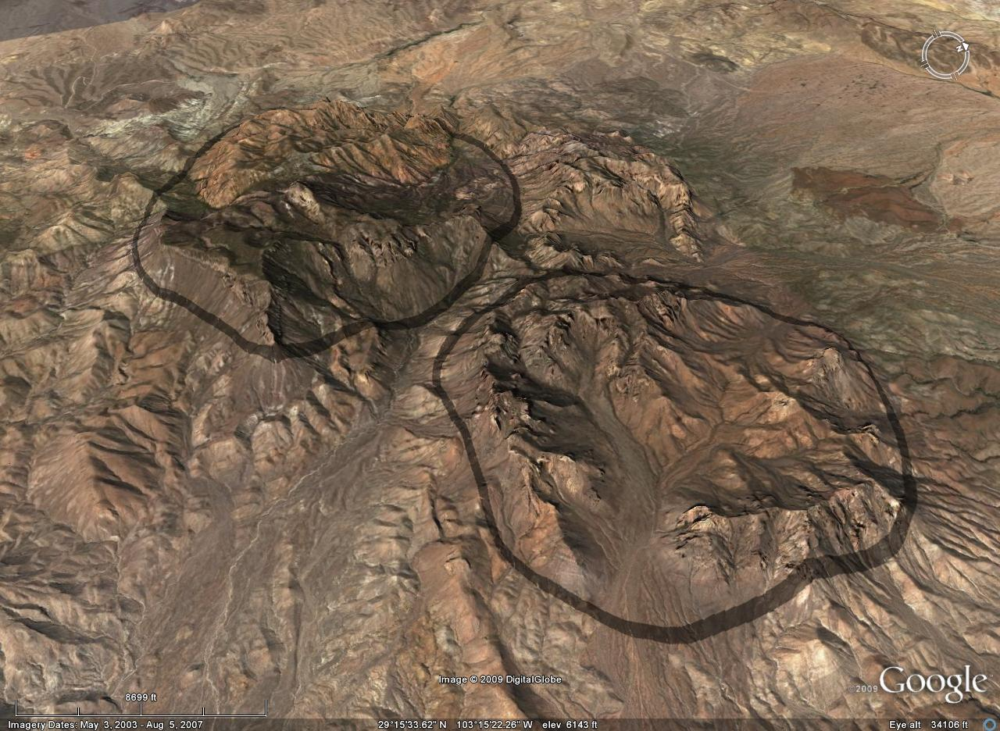 N
8699 ft
Image © 2009 DigitalGlobe
©2009 Google
Imagery Dates: May 3, 2003 - Aug 5, 2007 29°15'33.62" N 103°15'22.26" W elev 6143 ft Eye alt 34106 ft